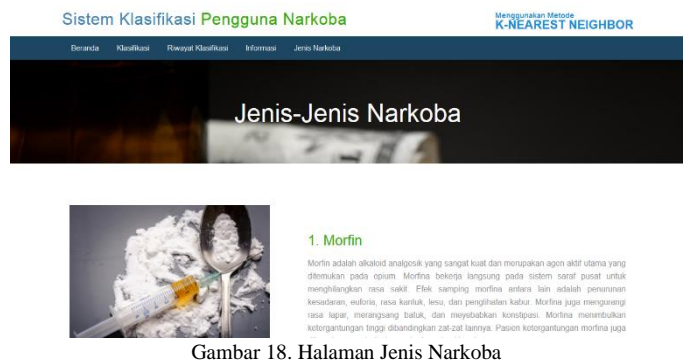 Sistem Klasifikasi Pengguna Narkoba
Menggunakan Metode
K-NEAREST NEIGHBOR
Beranda Klasifikasi Riwayat Klasifikasi Informasi Jenis Narkoba
Jenis-Jenis Narkoba
1. Morfin
Morfin adalah alkaloid analgesik yang sangat kuat dan merupakan agen aktif utama yang
ditemukan pada opium. Morfina bekerja langsung pada sistem saraf pusat untuk
menghilangkan rasa sakit. Efek samping morfina antara lain adalah penurunan
kesadaran, euforia, rasa kantuk, lesu, dan penglihatan kabur. Morfina juga mengurangi
rasa lapar, merangsang batuk, dan meyebabkan konstipasi. Morfina menimbulkan
ketergantungan tinggi dibandingkan zat-zat lainnya. Pasien ketergantungan morfina juga
Gambar 18. Halaman Jenis Narkoba